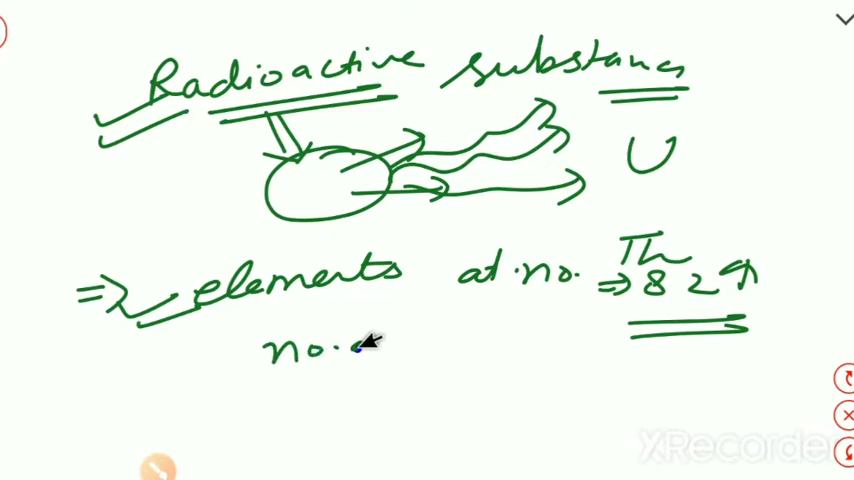 Radioactive substance
U
Th
⇒ elements at.no. ⇒ 82↑
no.
XRecorder